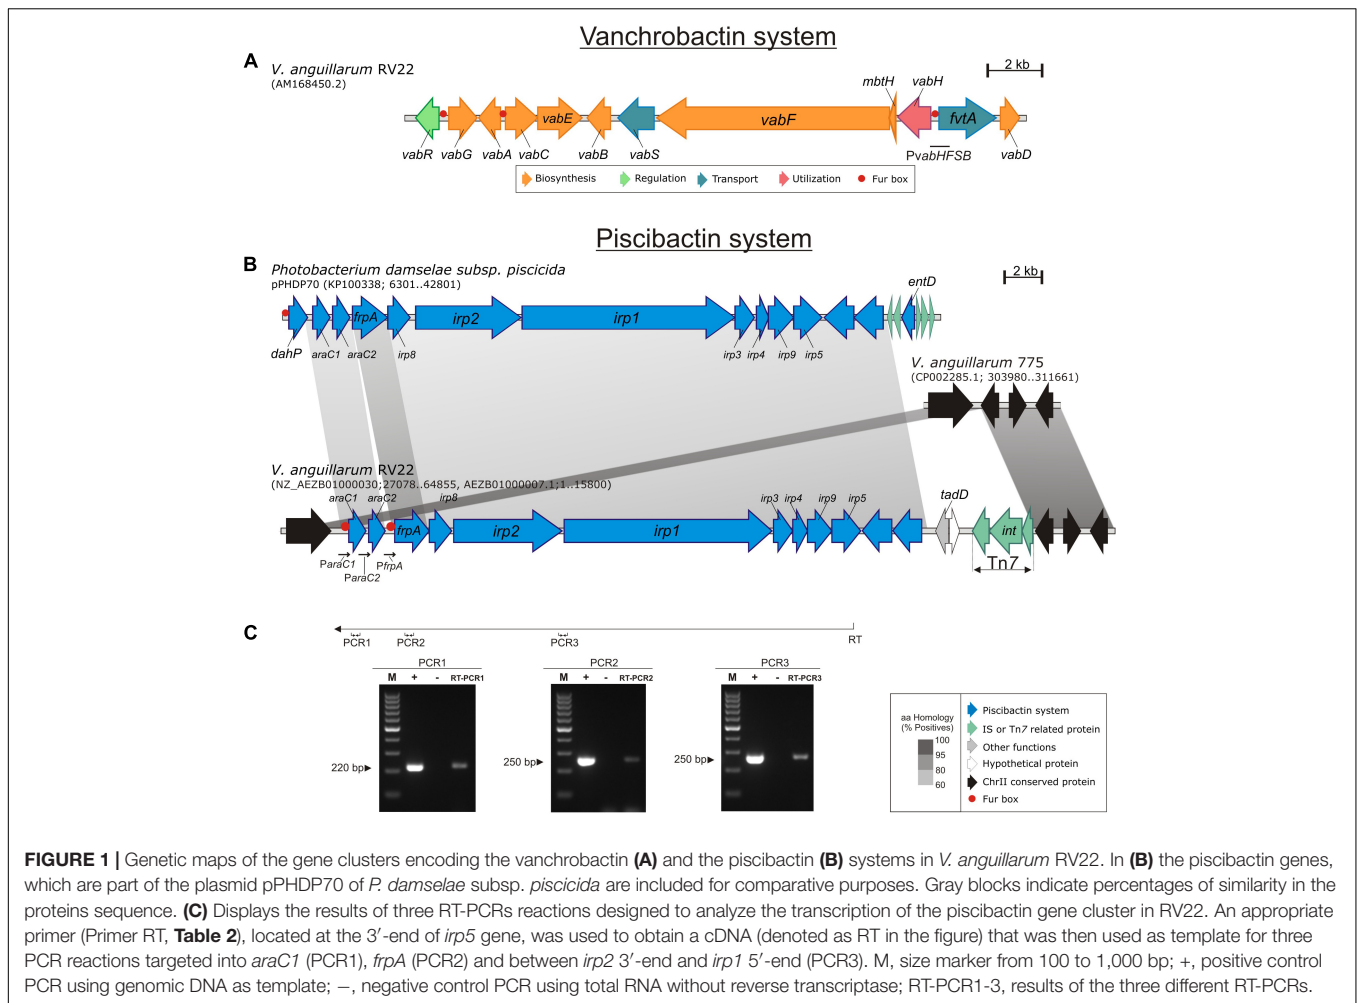 Vanchrobactin system
A
V. anguillarum RV22
(AM168450.2)
2 kb
mbtH vabH
vabE vabF fvtA
vabR vabG vabA vabC vabB vabS PvabHFSB vabD
Biosynthesis Regulation Transport Utilization Fur box
Piscibactin system
B
Photobacterium damselae subsp. piscicida
pPHDP70 (KP100338; 6301..42801)
2 kb
entD
frpA irp2 irp1
dahP araC1 araC2 irp8 irp3 irp4 irp9 irp5
V. anguillarum 775
(CP002285.1; 303980..311661)
V. anguillarum RV22
(NZ_AEZB01000030;27078..64855, AEZB01000007.1;1..15800)
araC1 araC2 irp8 irp3 irp4 irp9 irp5 tadD
frpA irp2 irp1 int
ParaC1 ParaC2 PfrpA Tn7
C
PCR1 PCR2 PCR3 RT
PCR1 PCR2 PCR3
M + - RT-PCR1 M + - RT-PCR2 M + - RT-PCR3
220 bp 250 bp 250 bp
aa Homology
(% Positives)
100
95
80
60
Piscibactin system
IS or Tn7 related protein
Other functions
Hypothetical protein
ChrII conserved protein
Fur box
FIGURE 1 | Genetic maps of the gene clusters encoding the vanchrobactin (A) and the piscibactin (B) systems in V. anguillarum RV22. In (B) the piscibactin genes,
which are part of the plasmid pPHDP70 of P. damselae subsp. piscicida are included for comparative purposes. Gray blocks indicate percentages of similarity in the
proteins sequence. (C) Displays the results of three RT-PCRs reactions designed to analyze the transcription of the piscibactin gene cluster in RV22. An appropriate
primer (Primer RT, Table 2), located at the 3′-end of irp5 gene, was used to obtain a cDNA (denoted as RT in the figure) that was then used as template for three
PCR reactions targeted into araC1 (PCR1), frpA (PCR2) and between irp2 3′-end and irp1 5′-end (PCR3). M, size marker from 100 to 1,000 bp; +, positive control
PCR using genomic DNA as template; −, negative control PCR using total RNA without reverse transcriptase; RT-PCR1-3, results of the three different RT-PCRs.